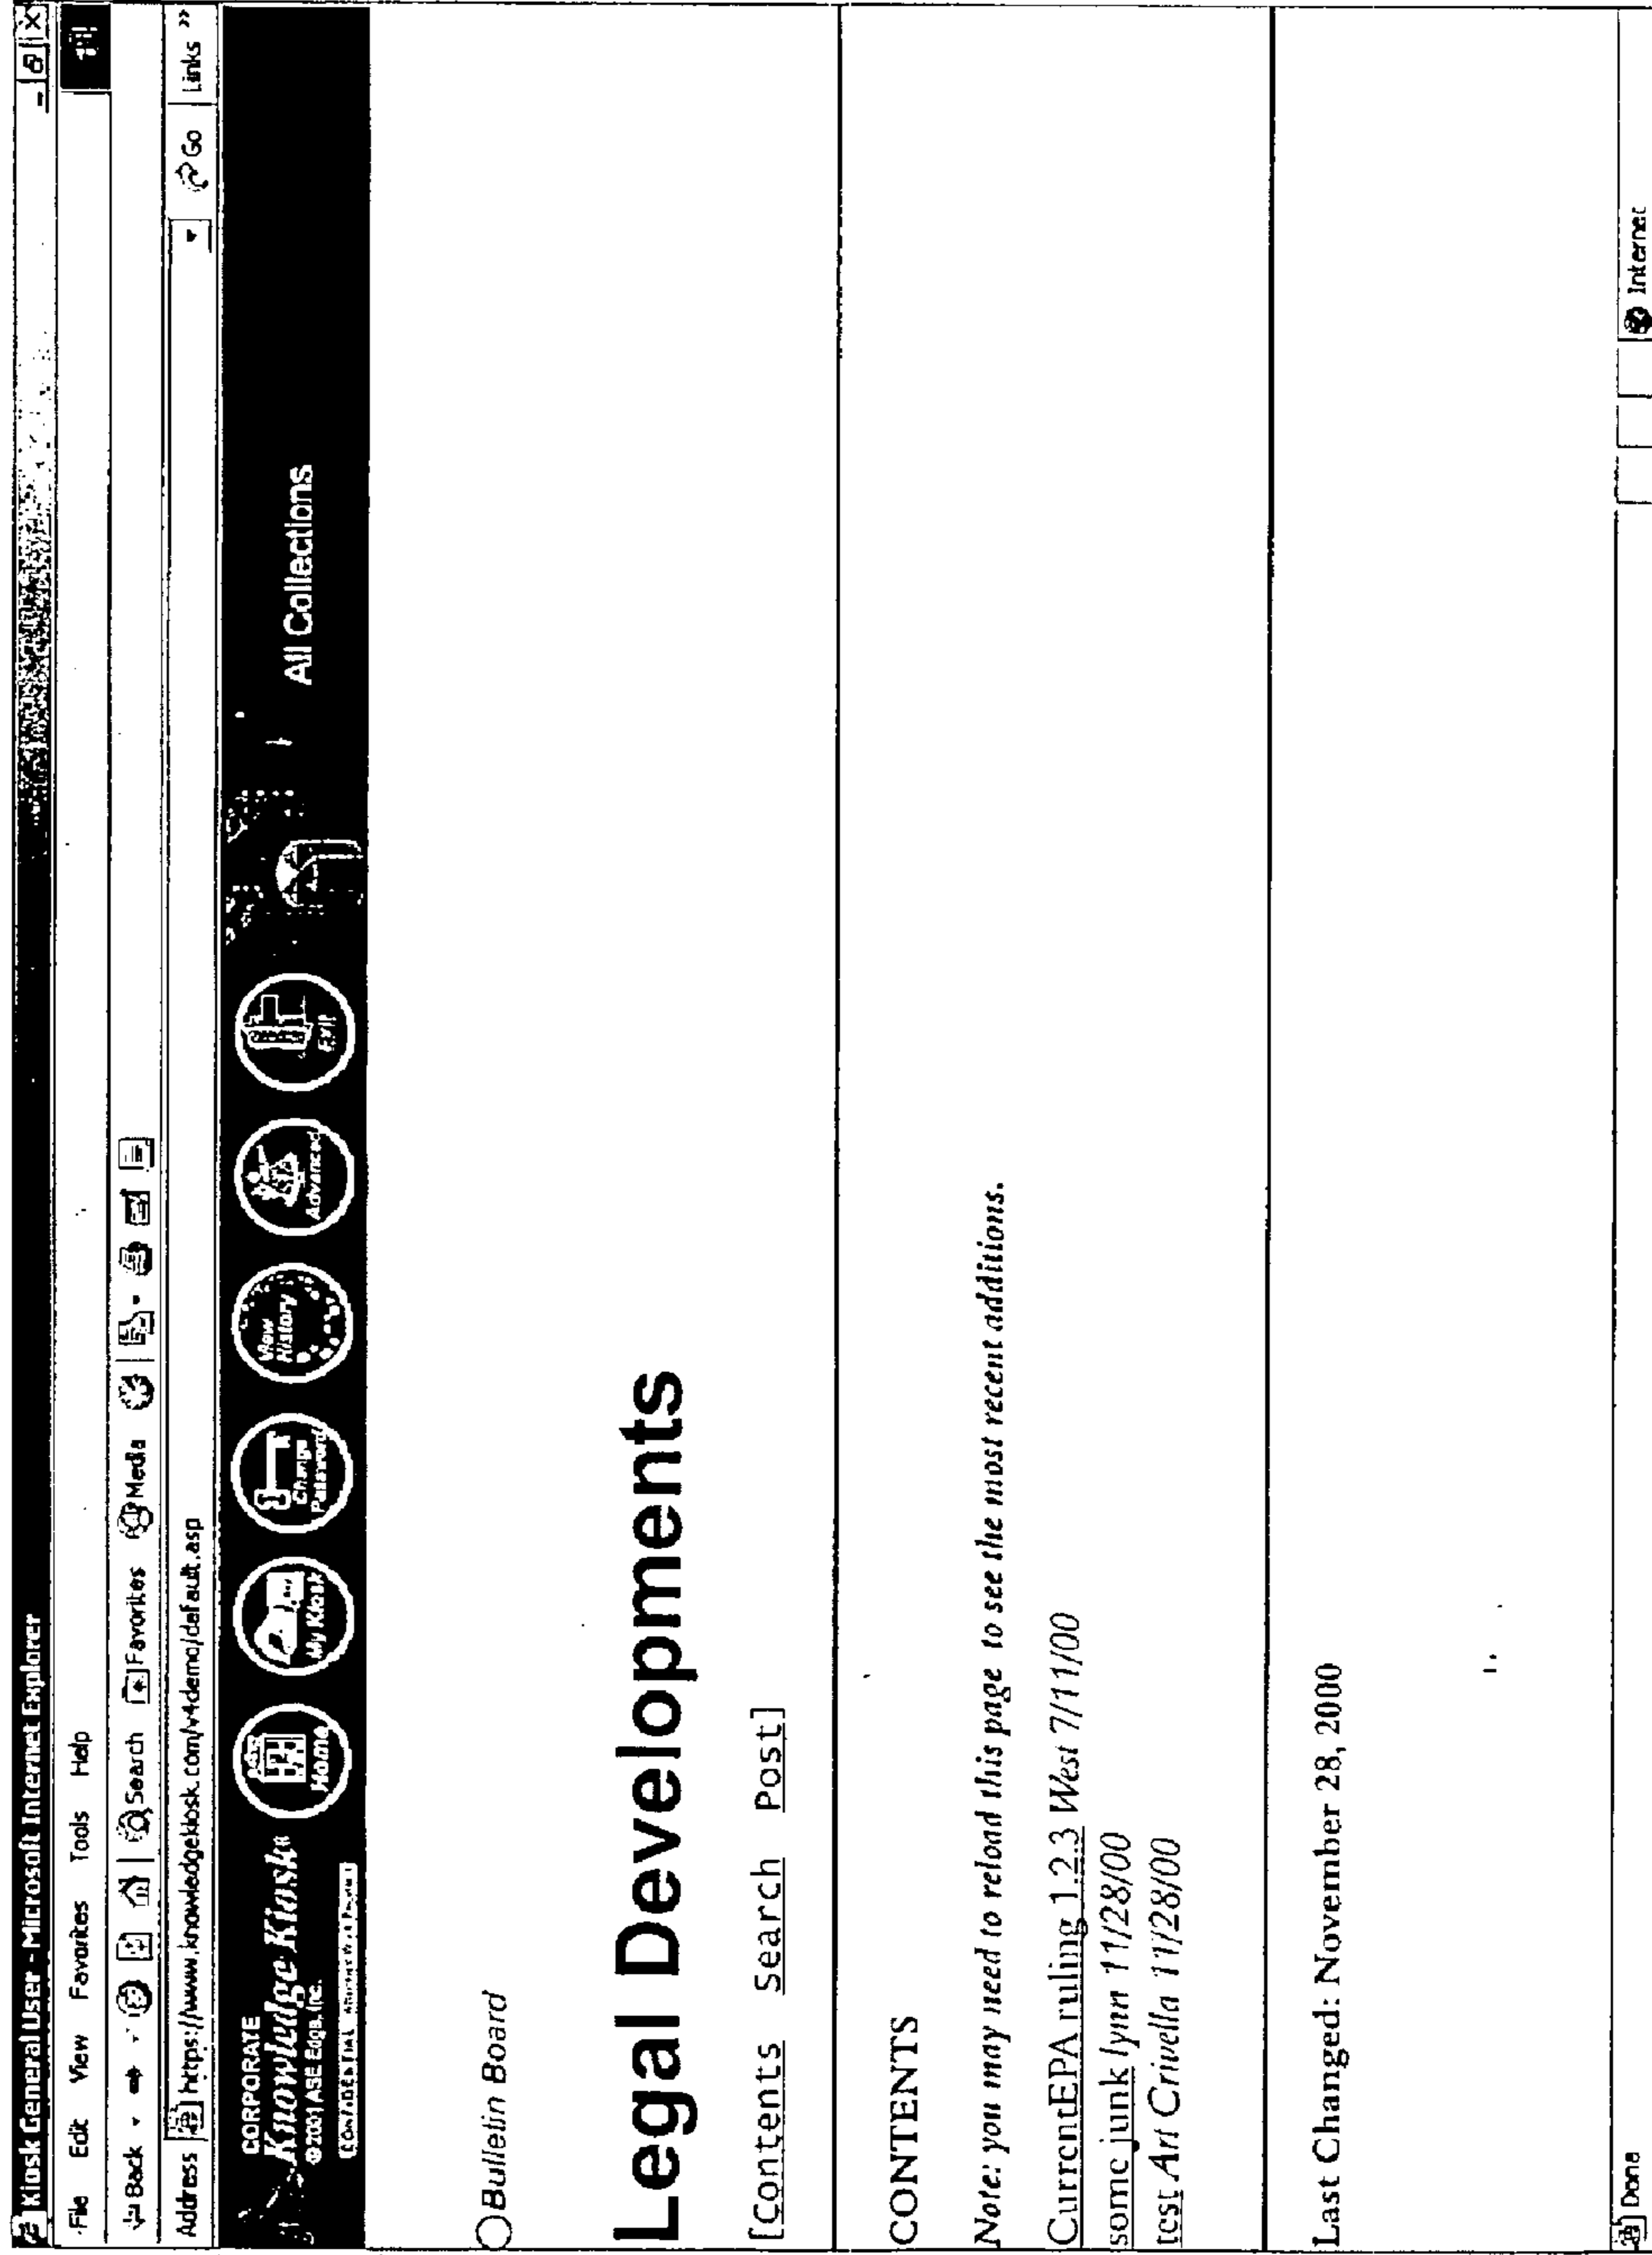 Kiosk General User - Microsoft Internet Explorer
File Edit View Favorites Tools Help
Back Search Favorites Media
Address https://www.knowledgekiosk.com/v4demo/default.asp Go Links »
CORPORATE
Knowledge Kiosk
© 2001 ASE Edge, Inc.
CONFIDENTIAL
Home
My Kiosk
Change Password
View History
Advanced
Exit
All Collections
Bulletin Board
Legal Developments
[Contents Search Post]
CONTENTS
Note: you may need to reload this page to see the most recent additions.
CurrentEPA ruling 1.2.3 West 7/11/00
some junk lynn 11/28/00
test Art Crivella 11/28/00
Last Changed: November 28, 2000
Done Internet